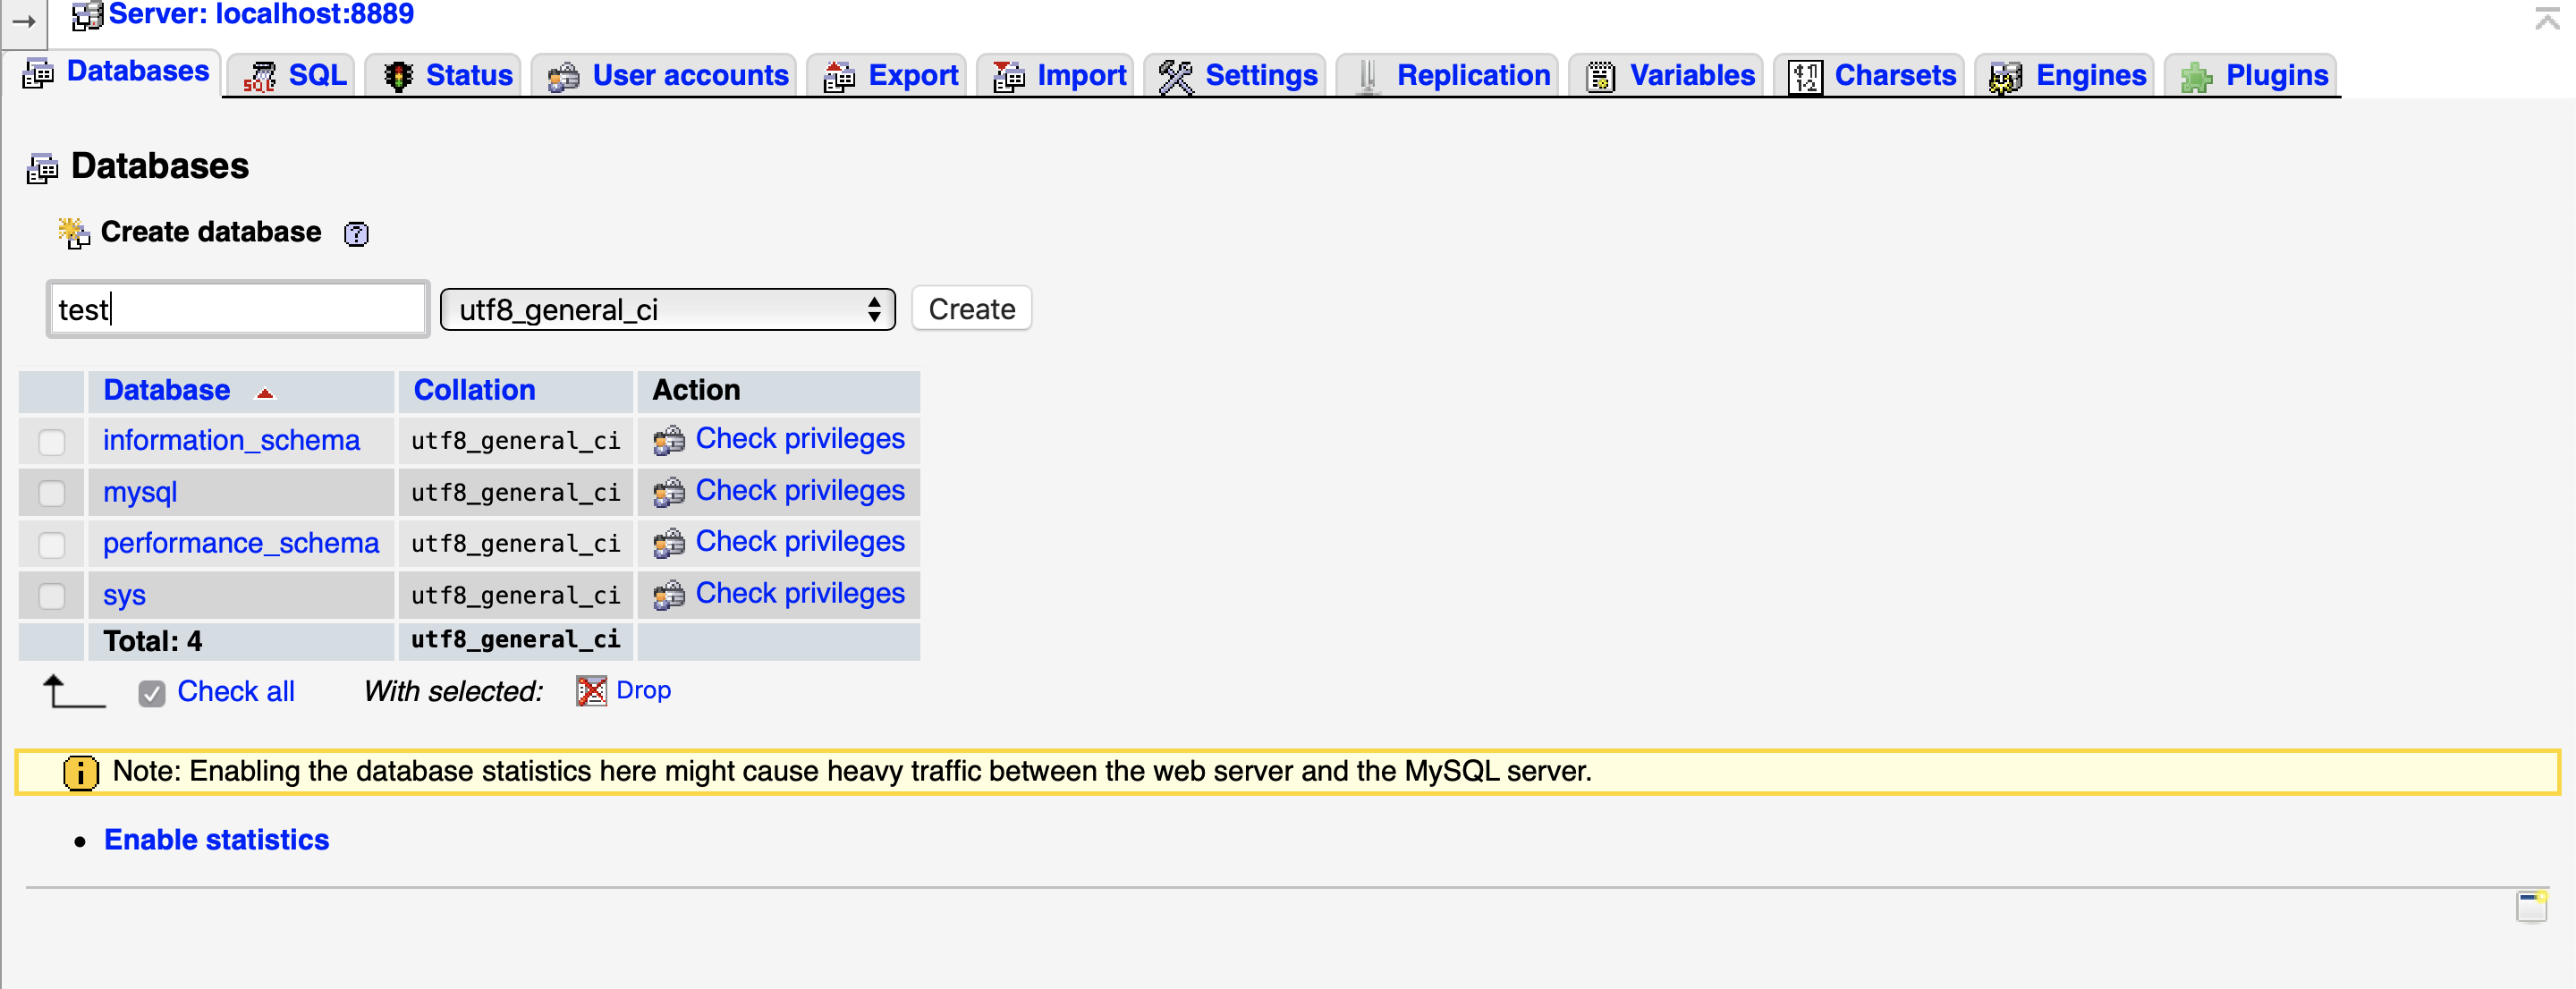 Server: localhost:8889
Databases SQL Status User accounts Export Import Settings Replication Variables Charsets Engines Plugins
Databases
Create database
test utf8_general_ci Create
Database Collation Action
information_schema utf8_general_ci Check privileges
mysql utf8_general_ci Check privileges
performance_schema utf8_general_ci Check privileges
sys utf8_general_ci Check privileges
Total: 4 utf8_general_ci
Check all With selected: Drop
Note: Enabling the database statistics here might cause heavy traffic between the web server and the MySQL server.
Enable statistics